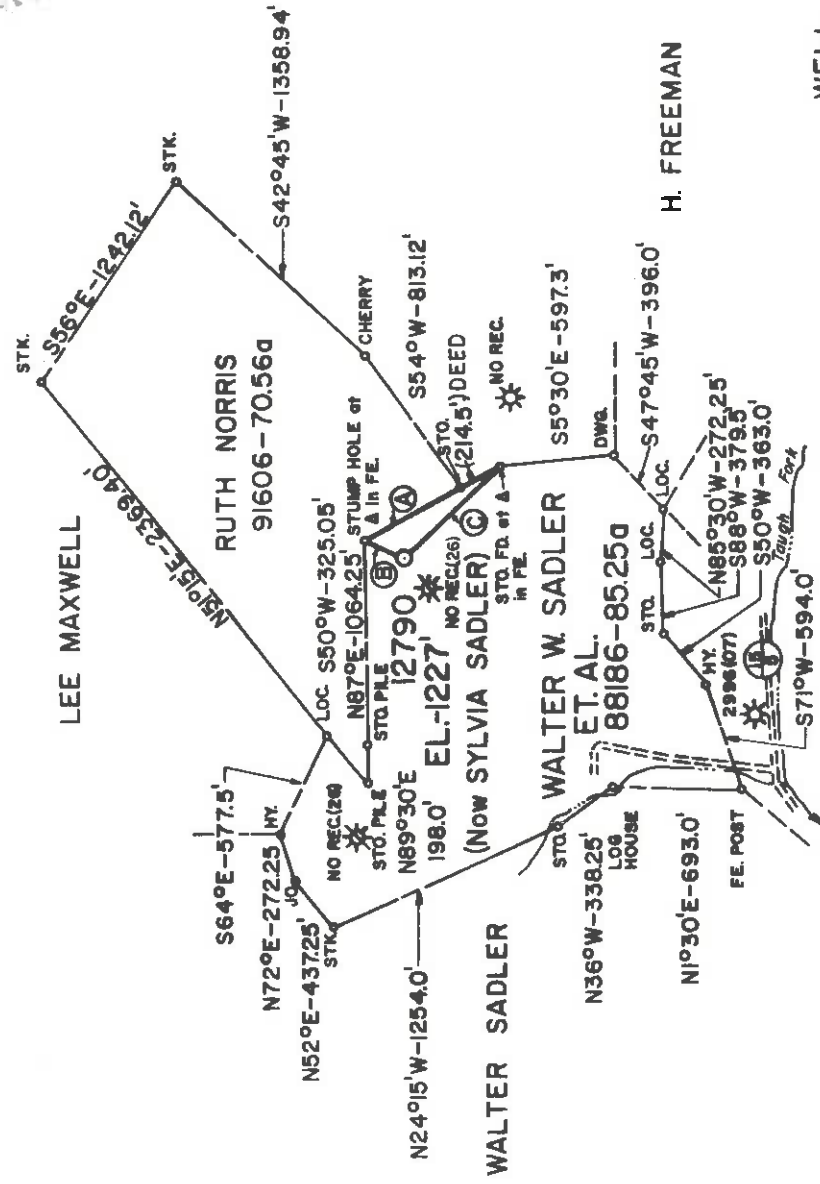 STK.
S56°E-1242.12'
STK.
S42°45'W-1358.94'
LEE MAXWELL
N51°15'E-2369.40'
RUTH NORRIS
91606-70.56a
CHERRY
S54°W-813.12'
STUMP HOLE at
Δ in FE.
STO.
(214.5') DEED
NO REC.
S64°E-577.5'
N72°E-272.25
HY.
JO
N52°E-437.25'
STK.
LOC.
S50°W-325.05'
N87°E-1064.25'
STO. PILE
NO REC.(26)
STO. PILE
N89°30'E
198.0'
A
B
C
12790
EL.-1227'
NO REC.(26)
(Now SYLVIA SADLER)
STO. FD. at Δ
in FE.
S5°30'E-597.3'
H. FREEMAN
WELL
N24°15'W-1254.0'
WALTER SADLER
WALTER W. SADLER
ET. AL.
88186-85.25a
DWG.
S47°45'W-396.0'
LOC.
LOC.
STO.
N85°30'W-272.25'
S88°W-379.5'
S50°W-363.0'
Tough Fork
STO.
N36°W-338.25'
LOG
HOUSE
HY.
2996(07)
S71°W-594.0'
N1°30'E-693.0'
FE. POST